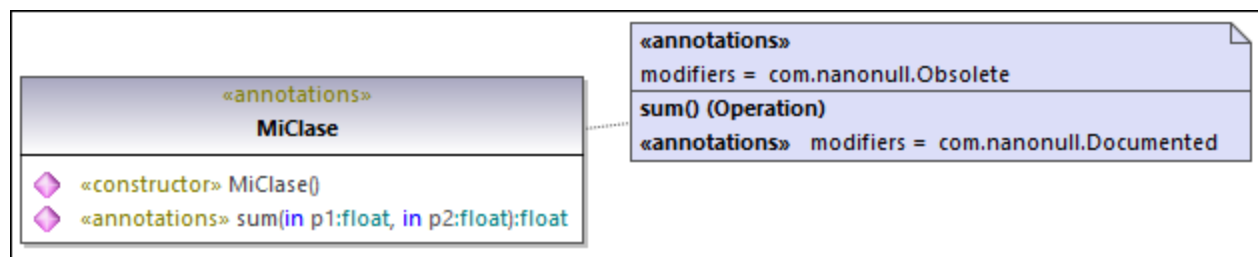 «annotations»
MiClase
«constructor» MiClase()
«annotations» sum(in p1:float, in p2:float):float
«annotations»
modifiers = com.nanonull.Obsolete
sum() (Operation)
«annotations» modifiers = com.nanonull.Documented